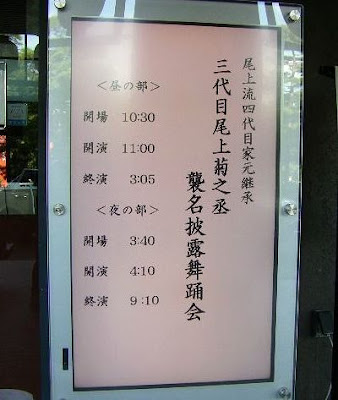 尾上流四代目家元継承
三代目尾上菊之丞
襲名披露舞踊会
＜昼の部＞
開場 10:30
開演 11:00
終演 3:05
＜夜の部＞
開場 3:40
開演 4:10
終演 9:10